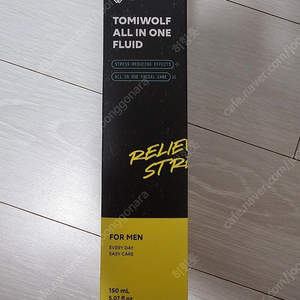 TOMIWOLF
ALL IN ONE
FLUID
STRESS-REDUCING EFFECTS
ALL IN ONE FACIAL CARE
RELIE
STR
FOR MEN
EVERY DAY
EASY CARE
150 mL
5.07 fl oz